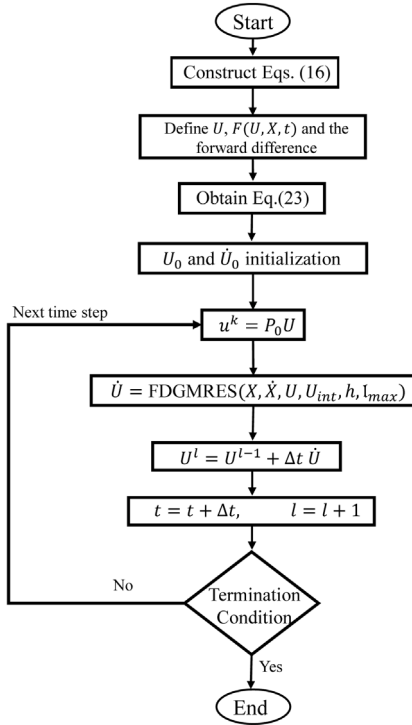 Start
Construct Eqs. (16)
Define U, F(U, X, t) and the
forward difference
Obtain Eq.(23)
U₀ and U̇₀ initialization
Next time step
uᵏ = P₀U
U̇ = FDGMRES(X, Ẋ, U, U_int, h, I_max)
Uˡ = Uˡ⁻¹ + Δt U̇
t = t + Δt, l = l + 1
No
Termination
Condition
Yes
End